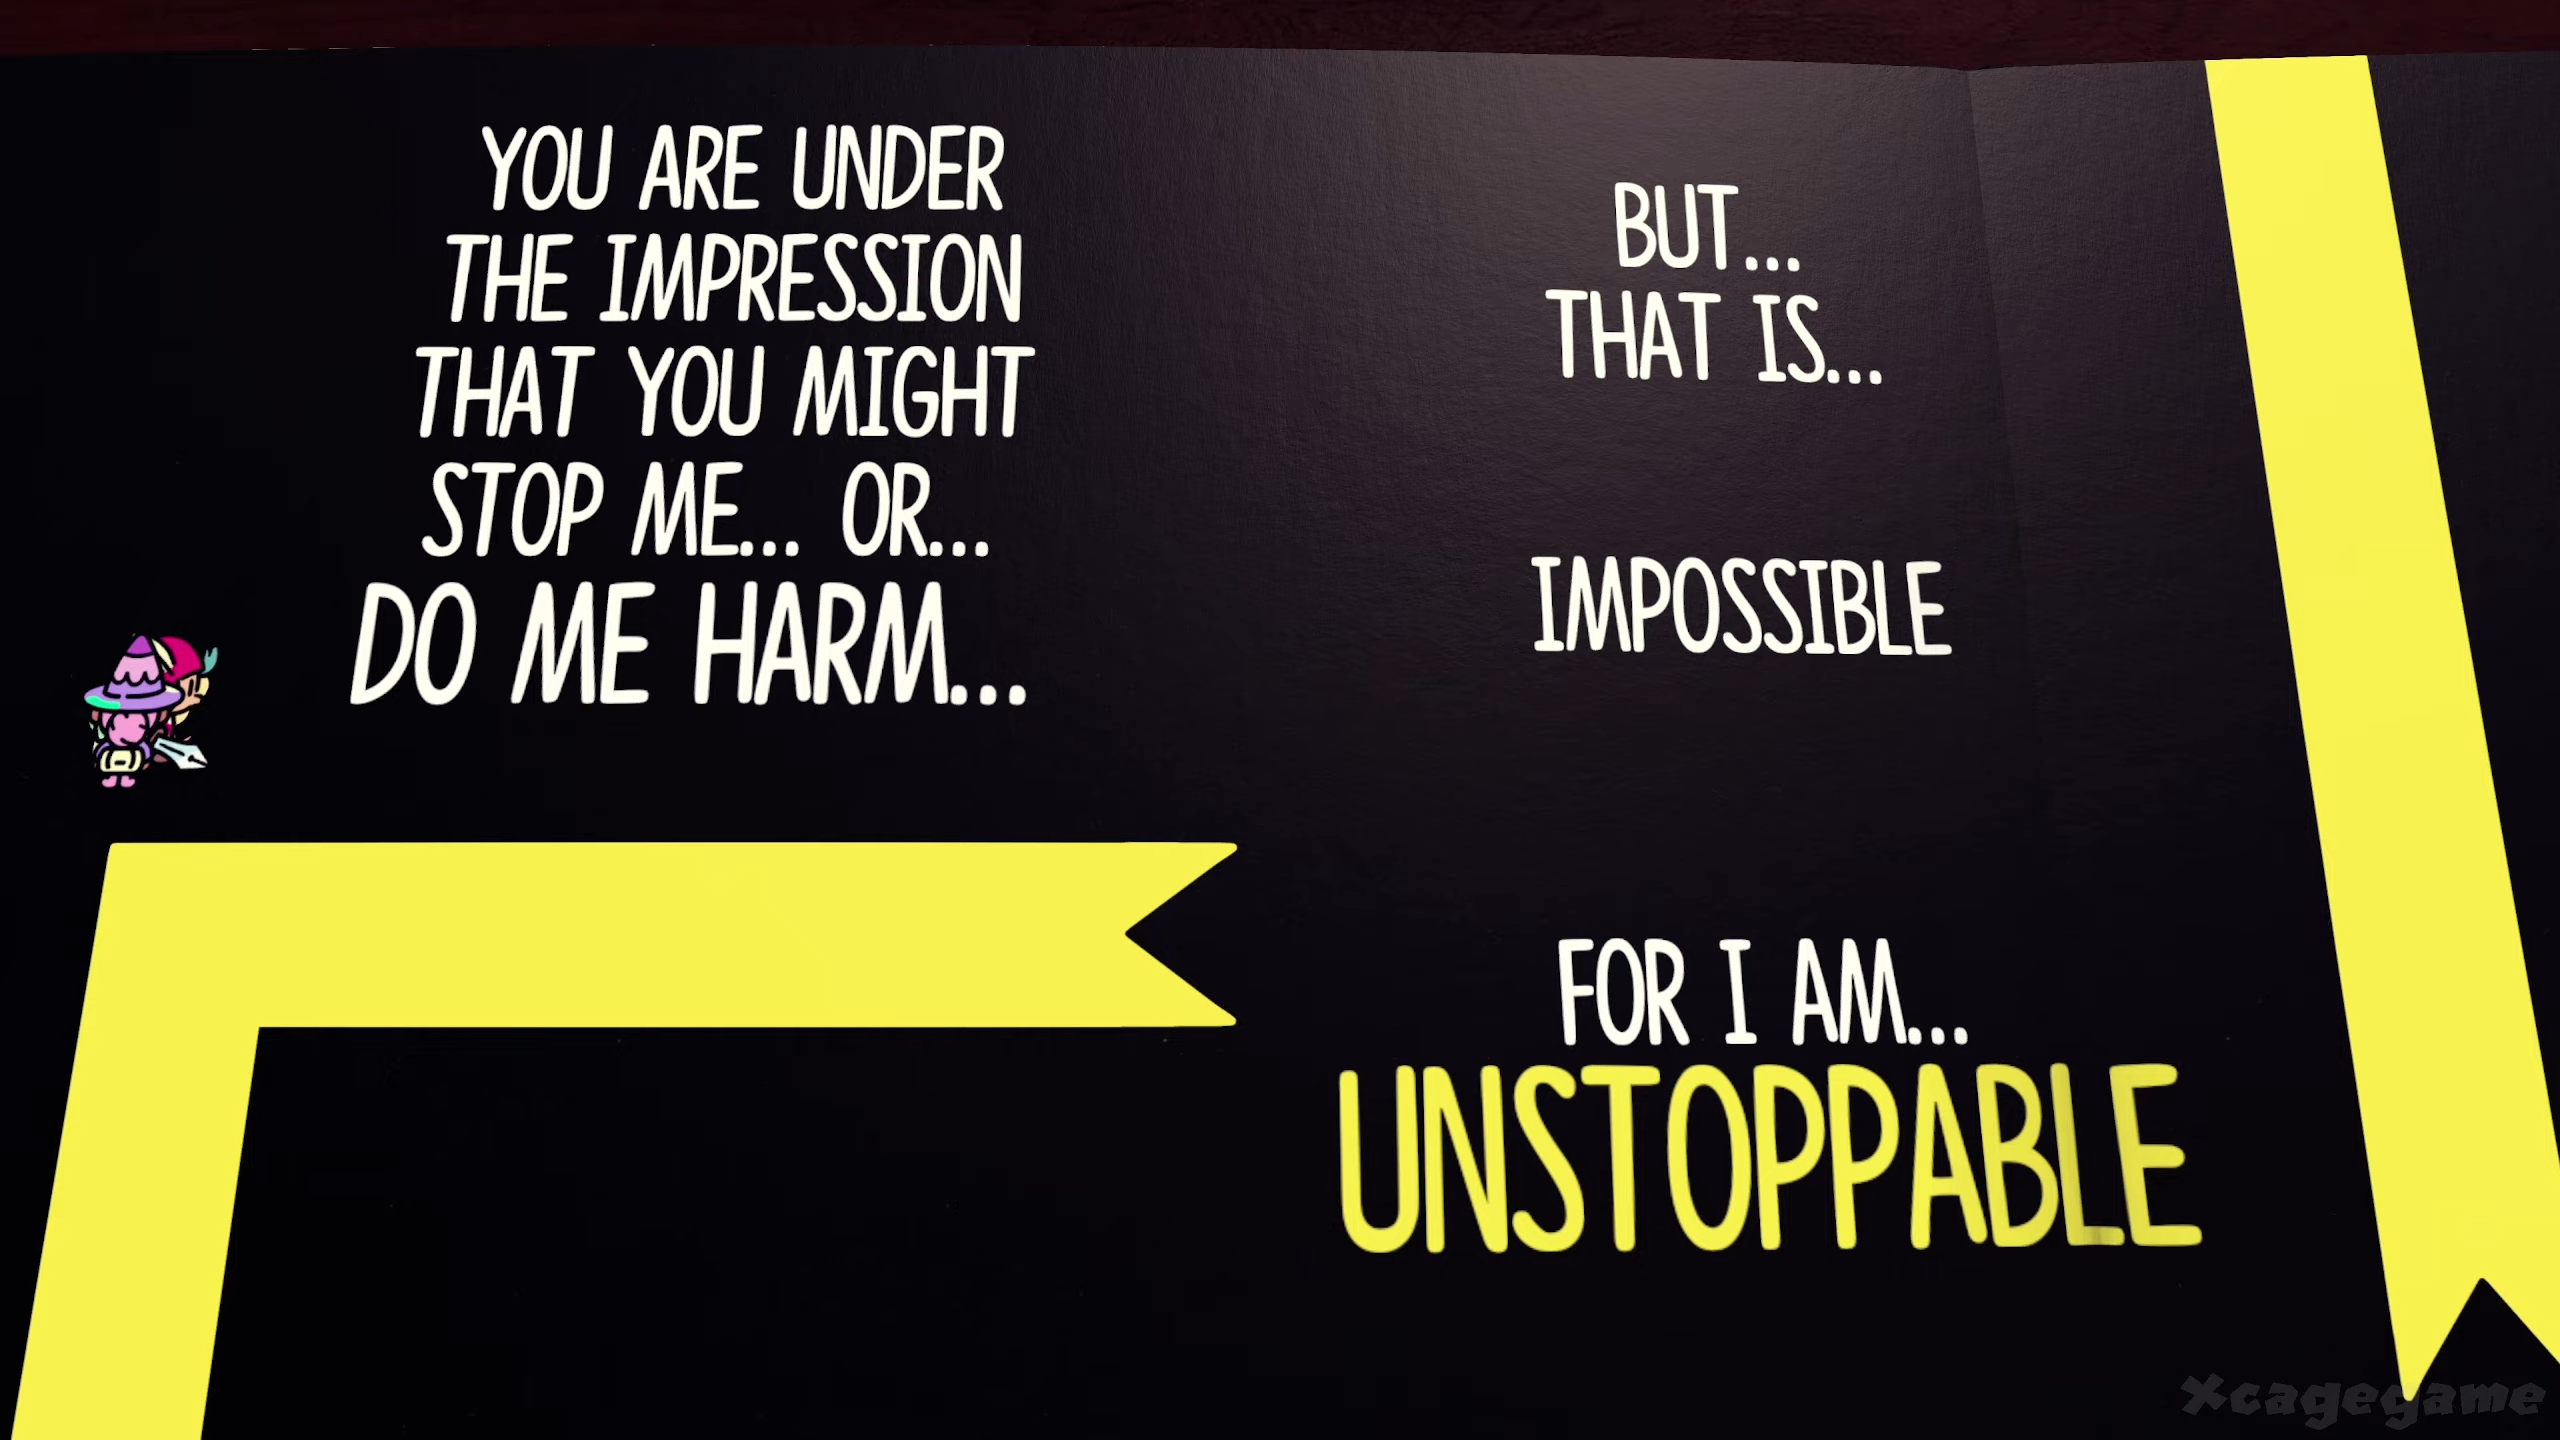 YOU ARE UNDER
THE IMPRESSION
THAT YOU MIGHT
STOP ME... OR...
DO ME HARM...
BUT...
THAT IS...
IMPOSSIBLE
FOR I AM...
UNSTOPPABLE
Xcagegame